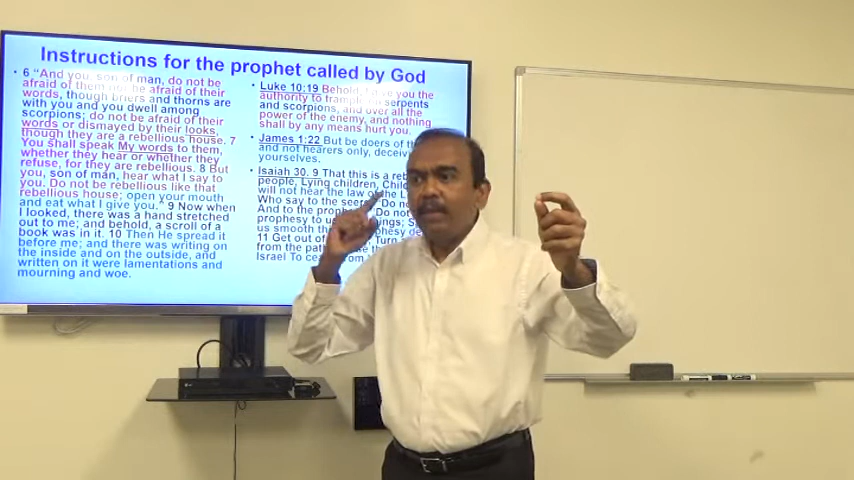 Instructions for the prophet called by God
• 6 "And you, son of man, do not be
afraid of them nor be afraid of their
words, though briers and thorns are
with you and you dwell among
scorpions; do not be afraid of their
words or dismayed by their looks,
though they are a rebellious house. 7
You shall speak My words to them,
whether they hear or whether they
refuse, for they are rebellious. 8 But
you, son of man, hear what I say to
you. Do not be rebellious like that
rebellious house; open your mouth
and eat what I give you." 9 Now when
I looked, there was a hand stretched
out to me; and behold, a scroll of a
book was in it. 10 Then He spread it
before me; and there was writing on
the inside and on the outside, and
written on it were lamentations and
mourning and woe.
• Luke 10:19 Behold, I give you the
authority to trample on serpents
and scorpions, and over all the
power of the enemy, and nothing
shall by any means hurt you.
• James 1:22 But be doers of
and not hearers only, deceiving
yourselves.
• Isaiah 30. 9 That this is a
people, Lying children,
will not hear the law of the
Who say to the seers, Do
And to the Do not
prophesy to
us smooth
11 Get out of Turn
from the
Israel To